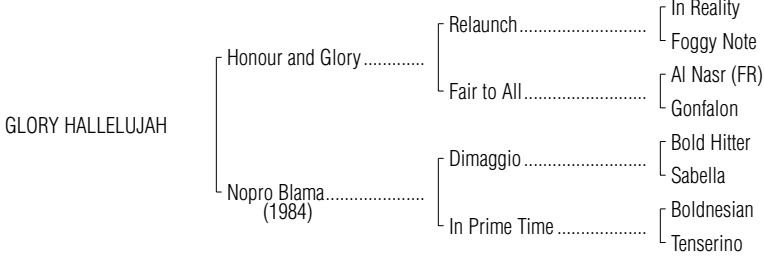 In Reality
Relaunch..............................
Foggy Note
Honour and Glory.............
Al Nasr (FR)
Fair to All..............................
Gonfalon
GLORY HALLELUJAH
Bold Hitter
Dimaggio..............................
Sabella
Nopro Blama.....................
(1984)
Boldnesian
In Prime Time.....................
Tenserino